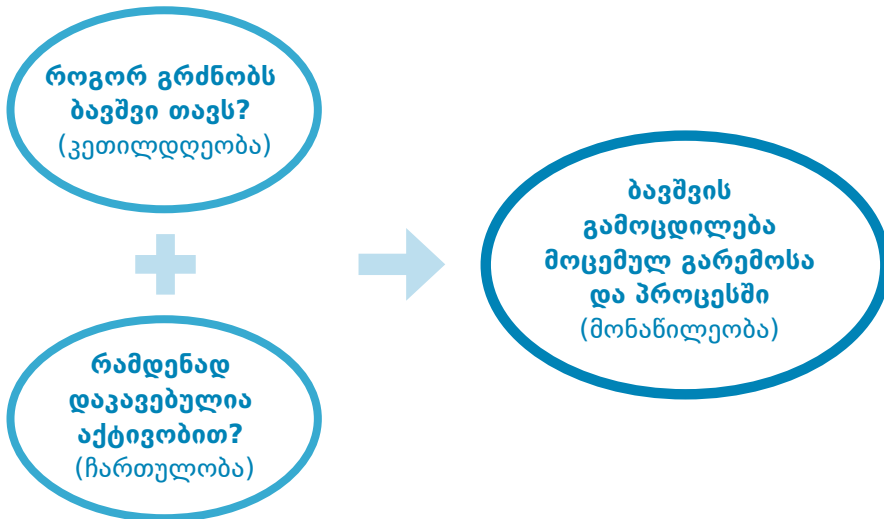 როგორ გრძნობს
ბავშვი თავს?
(კეთილდღეობა)
რამდენად
დაკავებულია
აქტივობით?
(ჩართულობა)
ბავშვის
გამოცდილება
მოცემულ გარემოსა
და პროცესში
(მონაწილეობა)